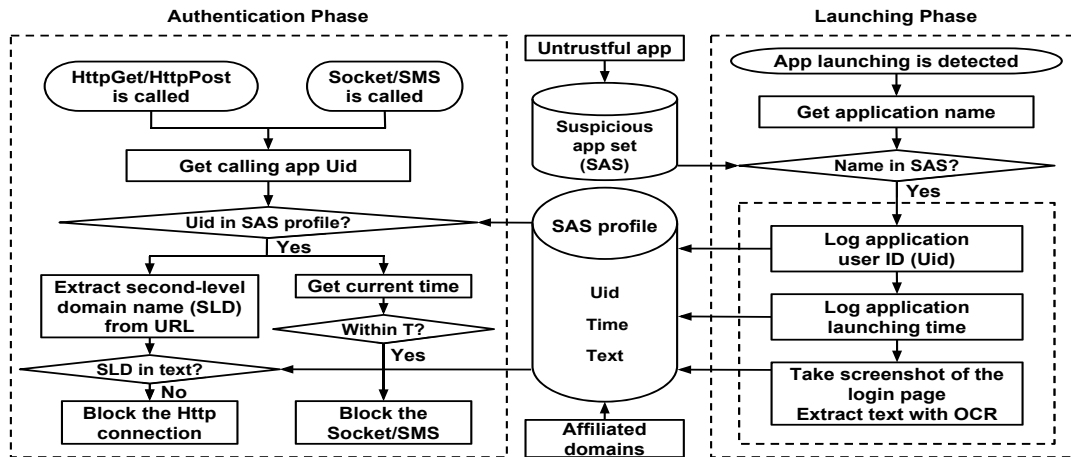 Authentication Phase
HttpGet/HttpPost
is called
Socket/SMS
is called
Get calling app Uid
Uid in SAS profile?
Yes
Extract second-level
domain name (SLD)
from URL
Get current time
Within T?
Yes
SLD in text?
No
Block the Http
connection
Block the
Socket/SMS
Untrustful app
Suspicious
app set
(SAS)
SAS profile
Uid
Time
Text
Affiliated
domains
Launching Phase
App launching is detected
Get application name
Name in SAS?
Yes
Log application
user ID (Uid)
Log application
launching time
Take screenshot of the
login page
Extract text with OCR